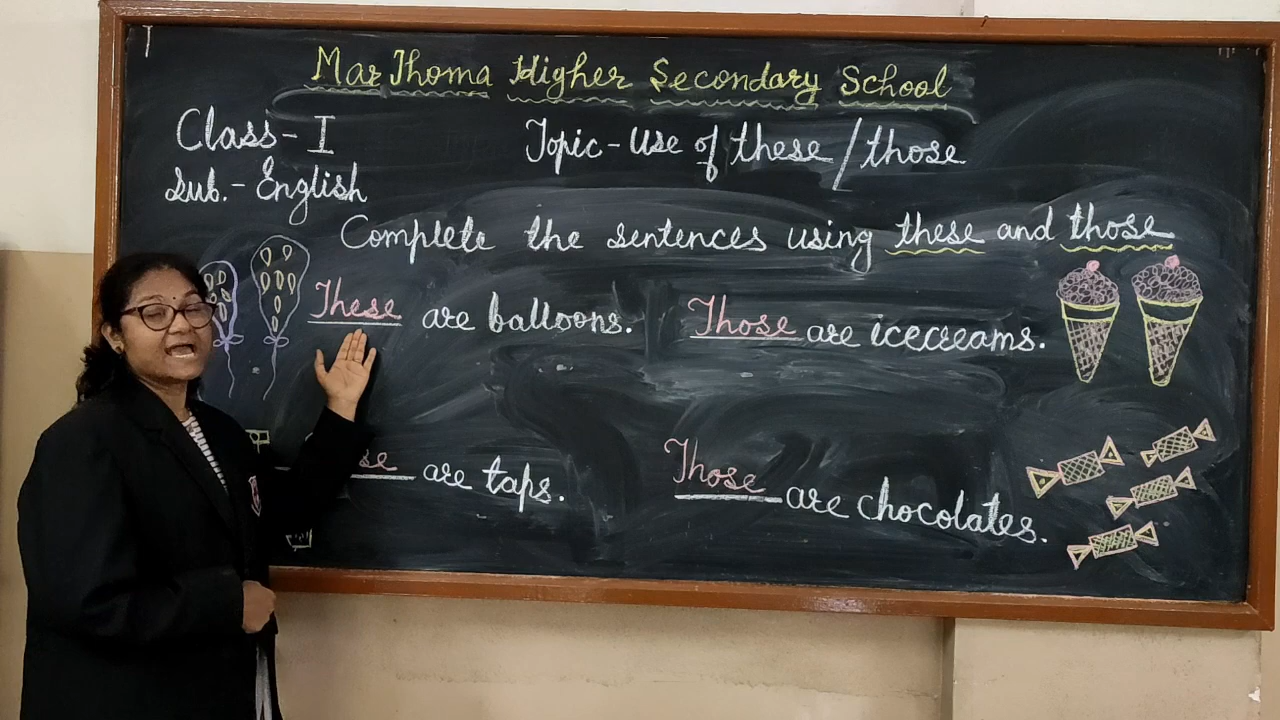 Mar Thoma Higher Secondary School
Class-I
Topic-Use of these/those
Sub.-English
Complete the sentences using these and those
These are balloons.
Those are icecreams.
are taps.
Those are chocolates.